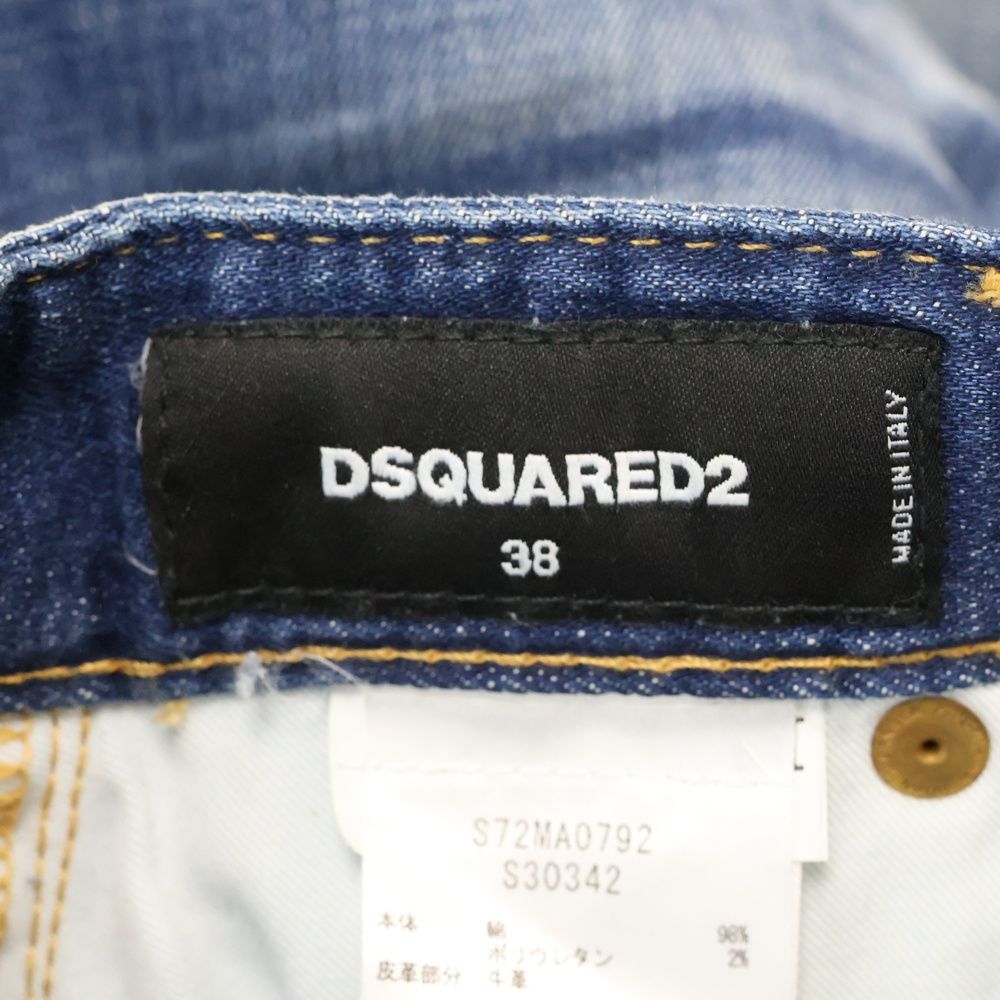 DSQUARED2
38
MADE IN ITALY
S72MA0792
S30342
本体 綿 98%
ポリウレタン 2%
皮革部分 牛革